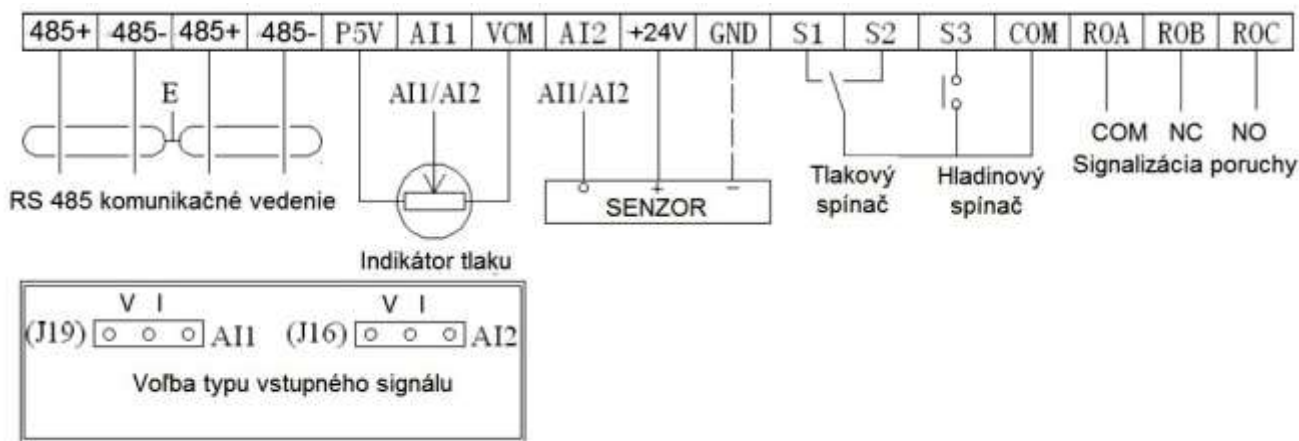 485+ 485- 485+ 485- P5V AI1 VCM AI2 +24V GND S1 S2 S3 COM ROA ROB ROC
E
AI1/AI2
AI1/AI2
RS 485 komunikačné vedenie
Indikátor tlaku
+ −
SENZOR
Tlakový
spínač
Hladinový
spínač
COM NC NO
Signalizácia poruchy
V I
V I
(J19) AI1
(J16) AI2
Voľba typu vstupného signálu